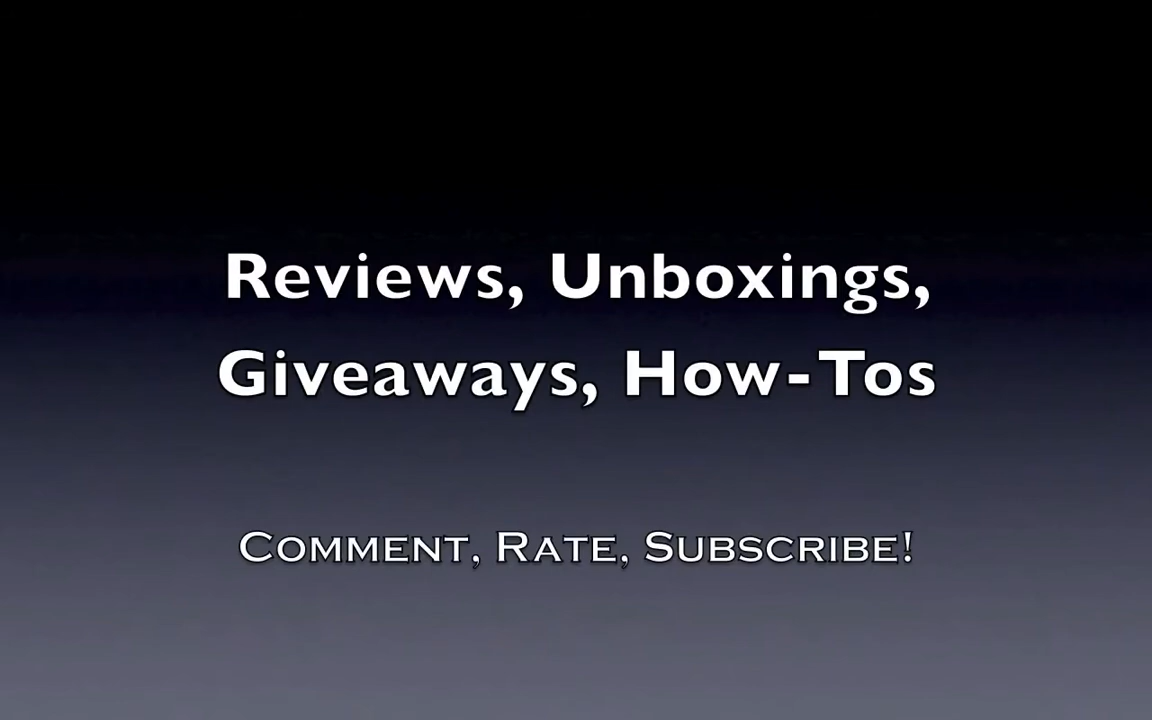 Reviews, Unboxings,
Giveaways, How-Tos
Comment, Rate, Subscribe!